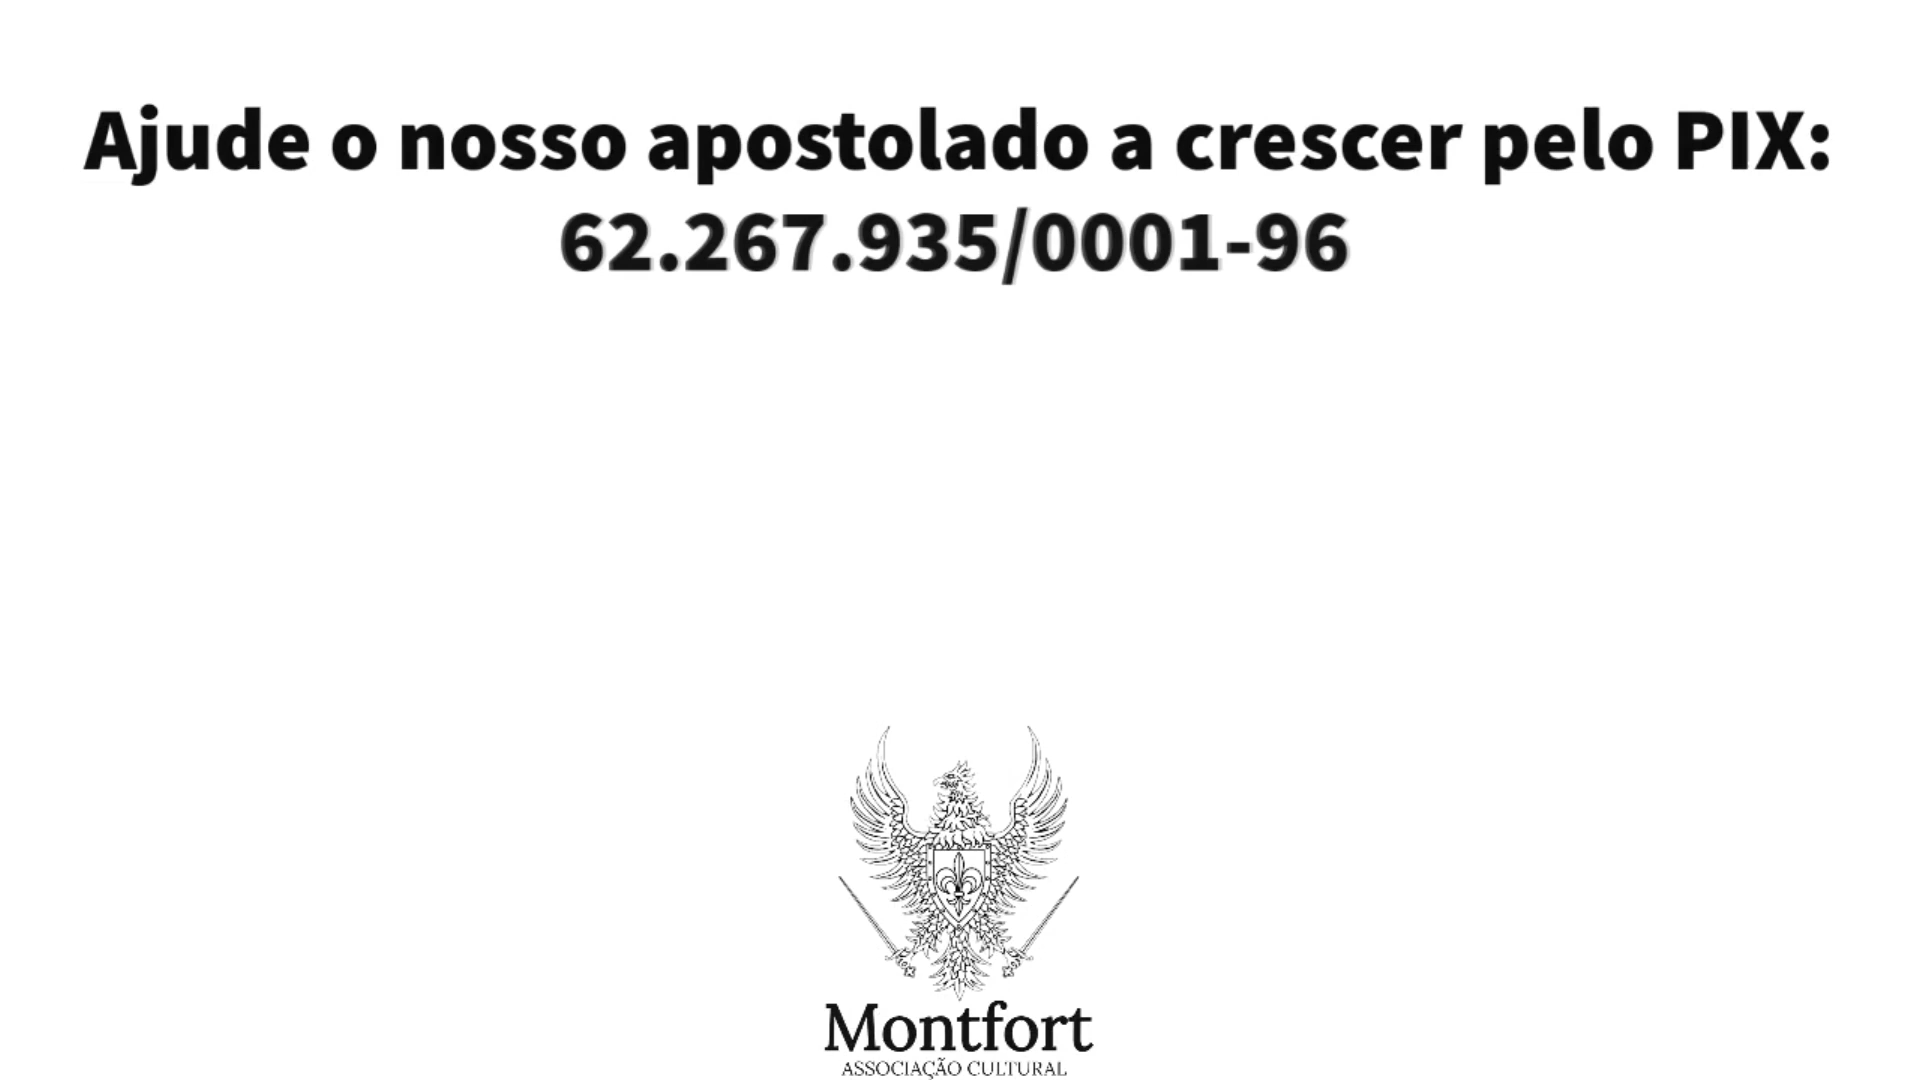 Ajude o nosso apostolado a crescer pelo PIX:
62.267.935/0001-96
Montfort
ASSOCIAÇÃO CULTURAL